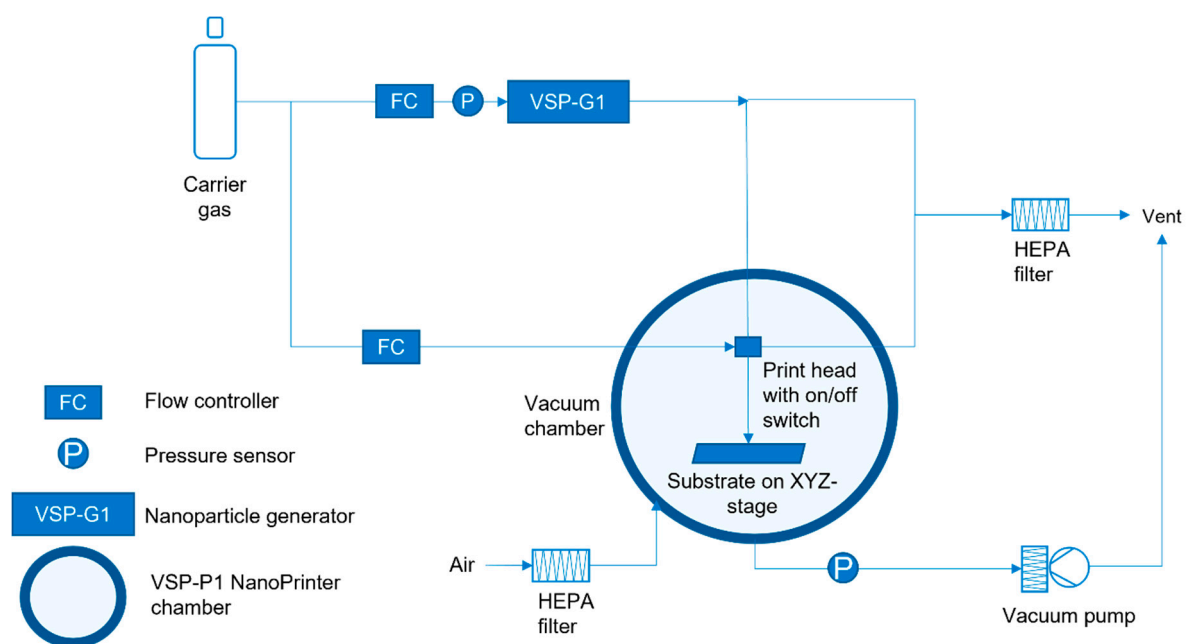 FC
P
VSP-G1
Carrier
gas
Vent
HEPA
filter
FC
Print head
with on/off
switch
Vacuum
chamber
Substrate on XYZ-
stage
FC
Flow controller
P
Pressure sensor
VSP-G1
Nanoparticle generator
VSP-P1 NanoPrinter
chamber
Air
HEPA
filter
P
Vacuum pump